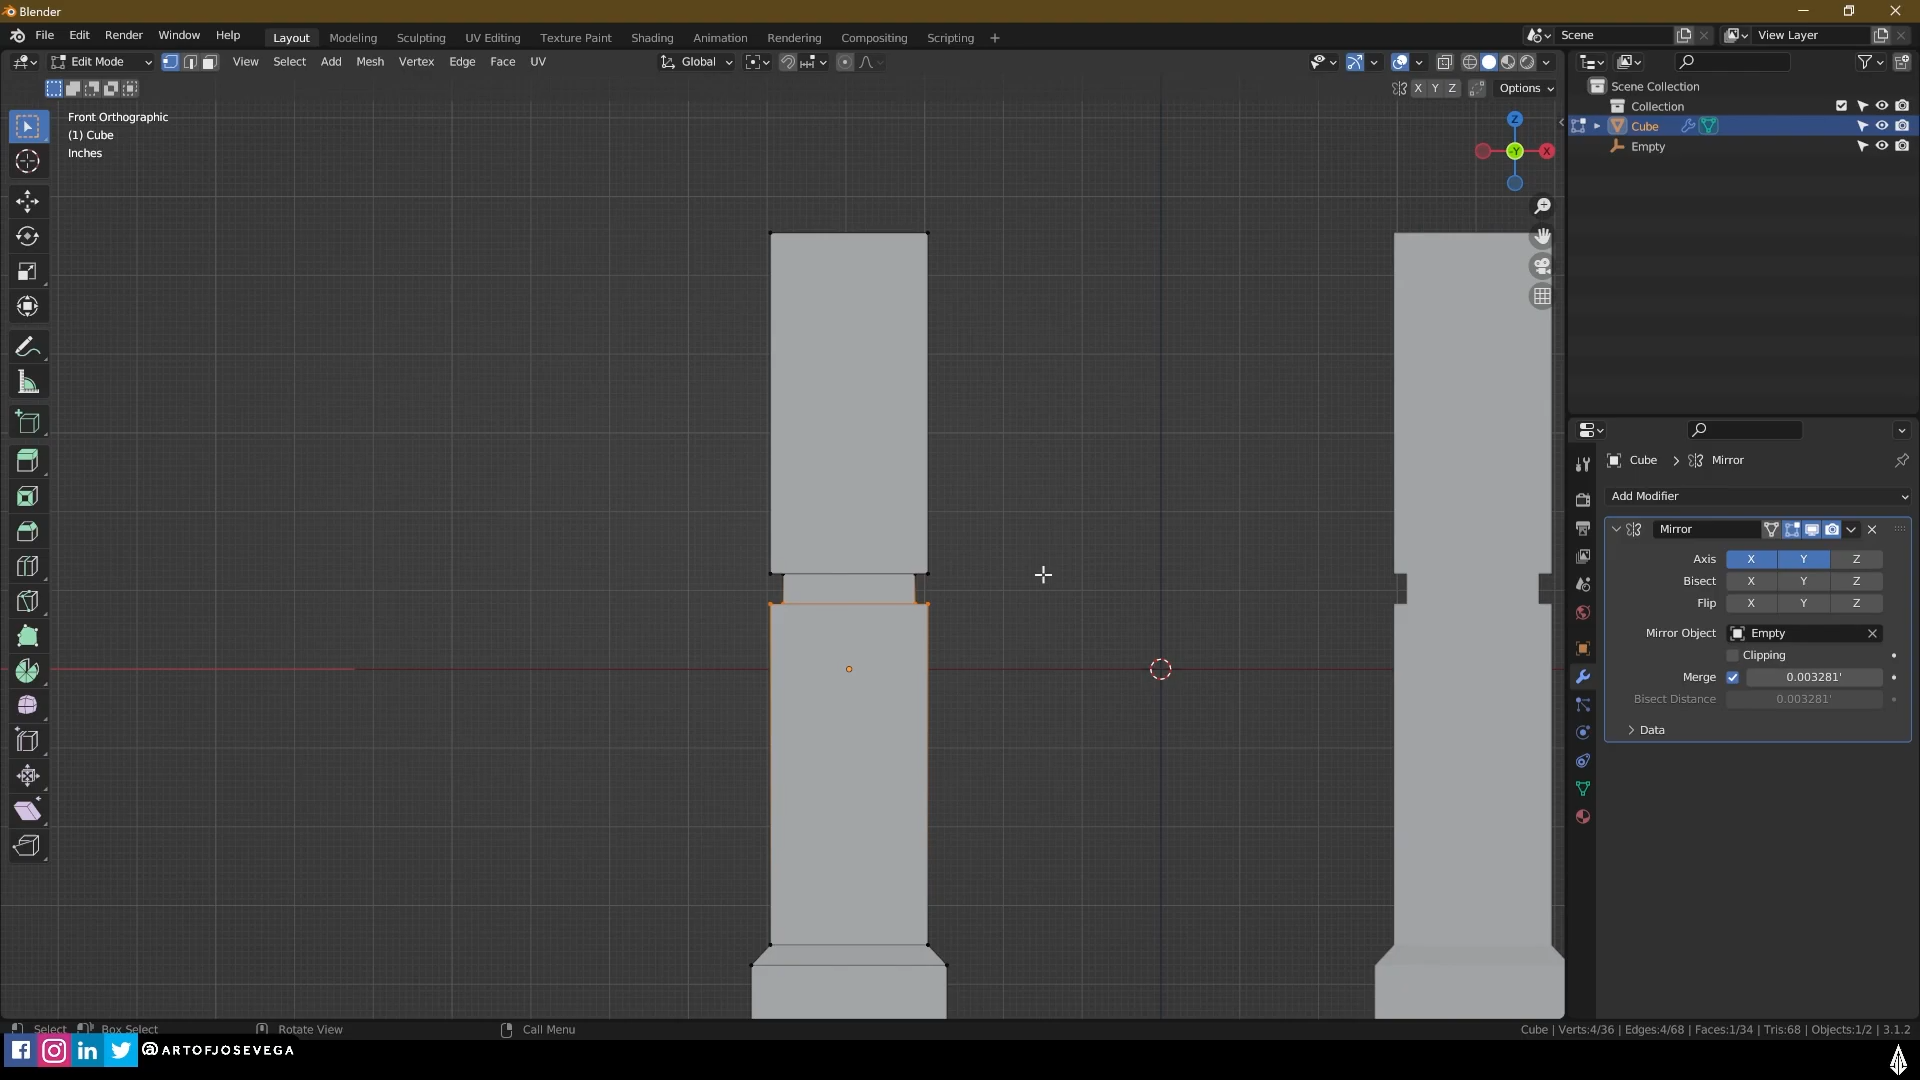 Blender
File Edit Render Window Help
Layout Modeling Sculpting UV Editing Texture Paint Shading Animation Rendering Compositing Scripting
Scene
View Layer
Edit Mode
View Select Add Mesh Vertex Edge Face UV
Global
X Y Z
Options
Front Orthographic
(1) Cube
Inches
Z
Y
X
Scene Collection
Collection
Cube
Empty
Cube
Mirror
Add Modifier
Mirror
Axis X Y Z
Bisect X Y Z
Flip X Y Z
Mirror Object Empty
Clipping
Merge 0.003281'
Bisect Distance 0.003281'
Data
Select Box Select Rotate View Call Menu
Cube | Verts:4/36 | Edges:4/68 | Faces:1/34 | Tris:68 | Objects:1/2 | 3.1.2
@ARTOFJOSEVEGA